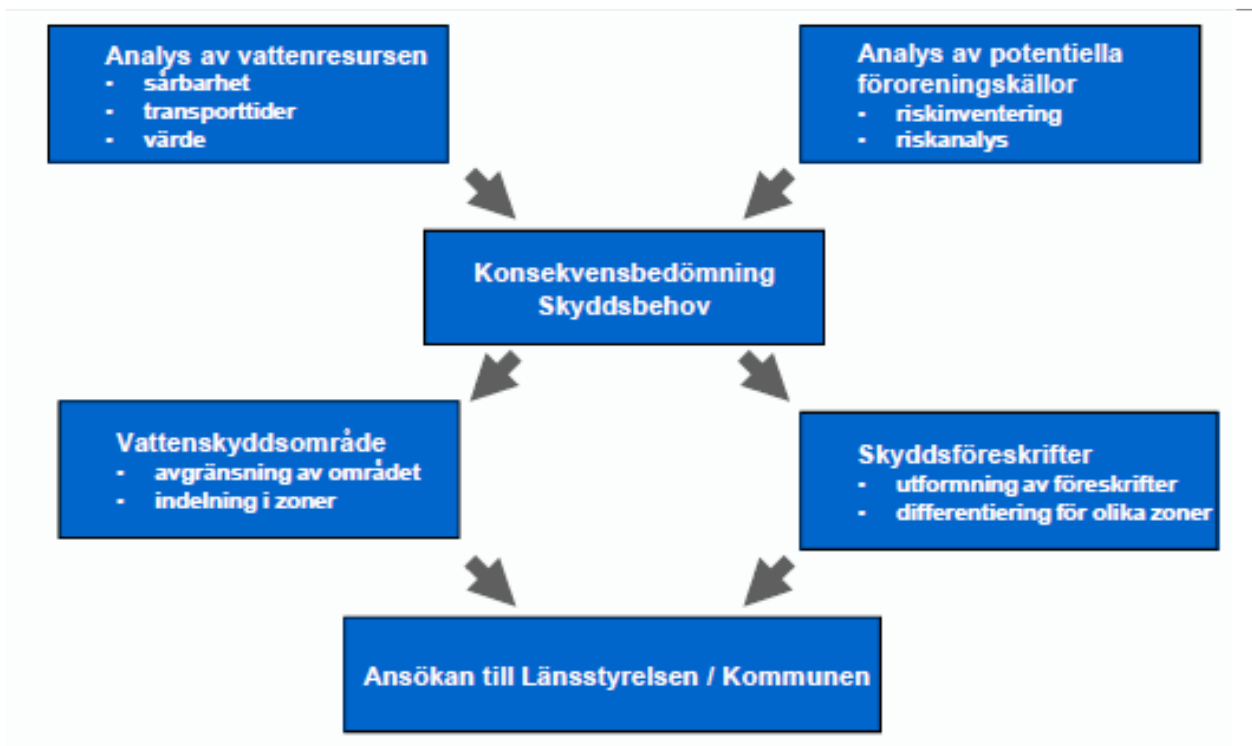 Analys av vattenresursen
- sårbarhet
- transporttider
- värde
Analys av potentiella
föroreningskällor
- riskinventering
- riskanalys
Konsekvensbedömning
Skyddsbehov
Vattenskyddsområde
- avgränsning av området
- indelning i zoner
Skyddsföreskrifter
- utformning av föreskrifter
- differentiering för olika zoner
Ansökan till Länsstyrelsen / Kommunen